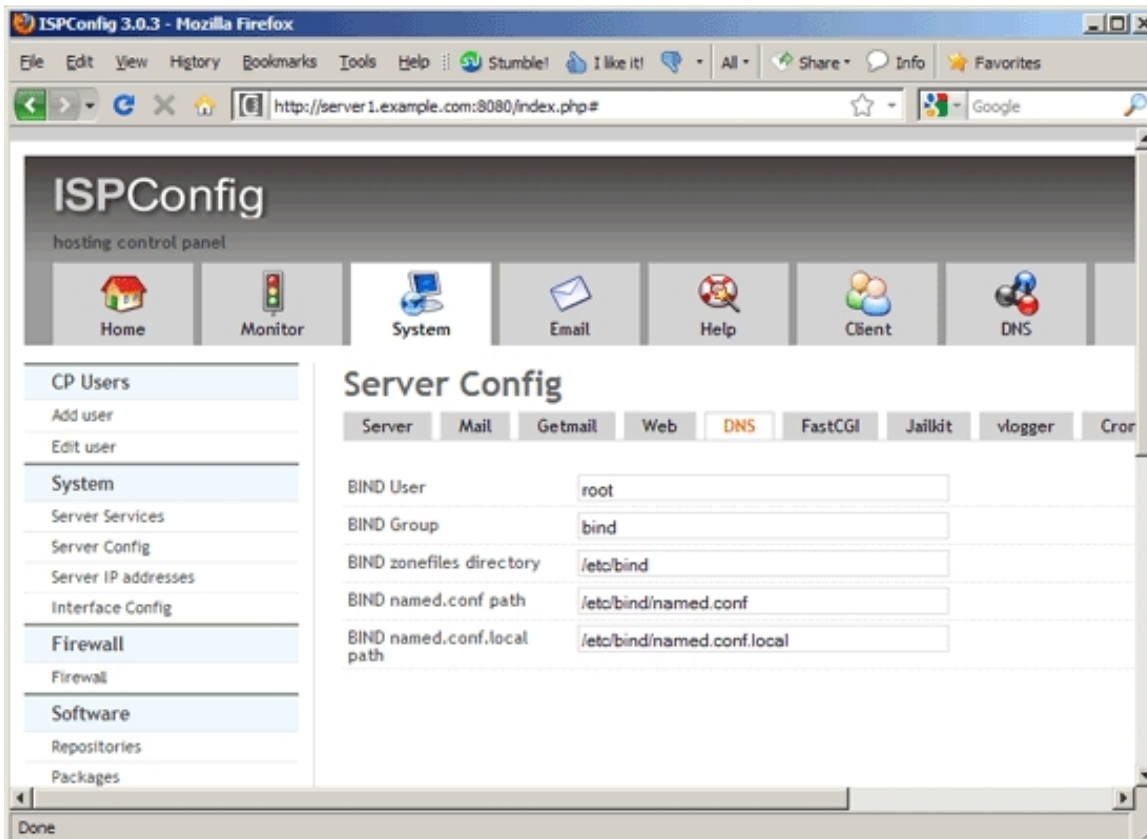 ISPConfig 3.0.3 - Mozilla Firefox
File Edit View History Bookmarks Tools Help Stumble! I like it! All Share Info Favorites
http://server1.example.com:8080/index.php# Google
ISPConfig
hosting control panel
Home Monitor System Email Help Client DNS
CP Users
Add user
Edit user
System
Server Services
Server Config
Server IP addresses
Interface Config
Firewall
Firewall
Software
Repositories
Packages
Server Config
Server Mail Getmail Web DNS FastCGI Jailkit vlogger Cron
BIND User root
BIND Group bind
BIND zonefiles directory /etc/bind
BIND named.conf path /etc/bind/named.conf
BIND named.conf.local /etc/bind/named.conf.local
path
Done